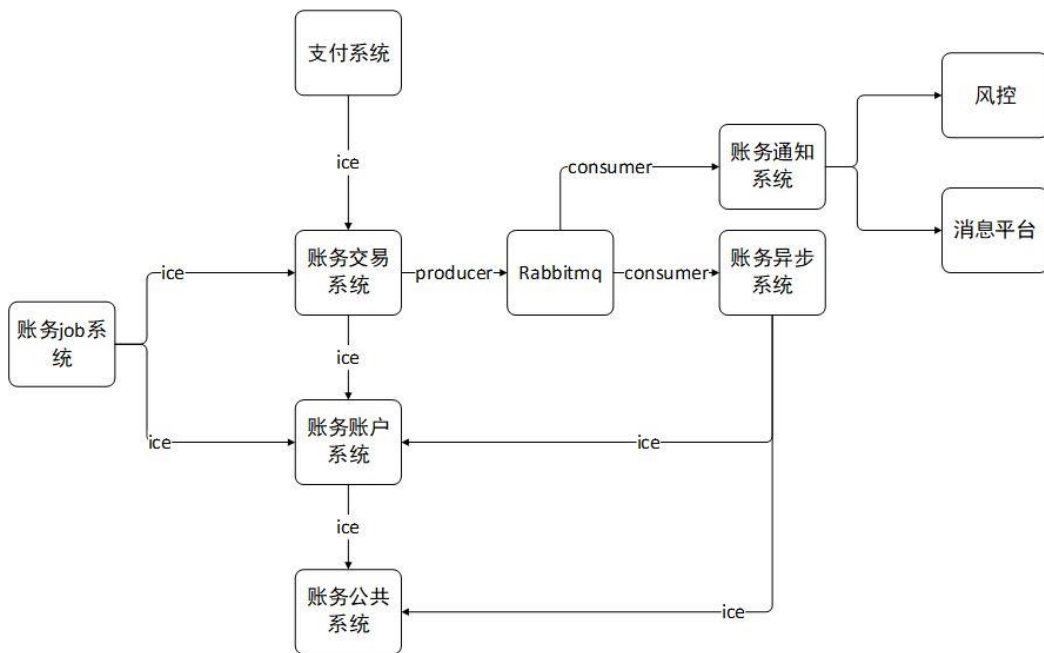 支付系统
风控
账务通知
系统
consumer
ice
消息平台
账务交易
系统
producer
Rabbitmq
consumer
账务异步
系统
ice
账务job系
统
ice
ice
账务账户
系统
ice
ice
账务公共
系统
ice